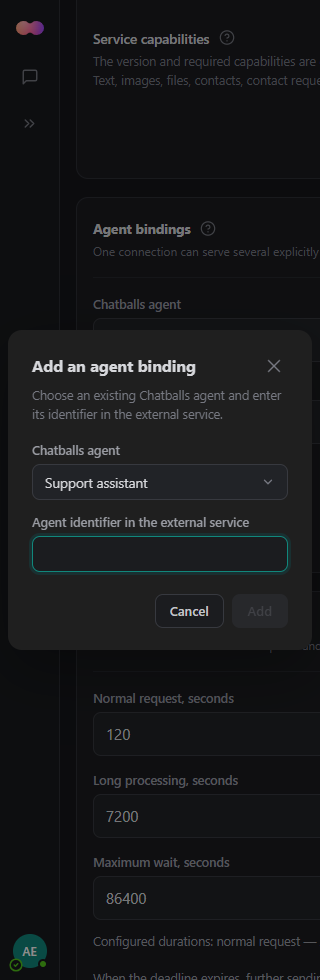 Service capabilities
The version and required capabilities are
Text, images, files, contacts, contact reque
Agent bindings
One connection can serve several explicitly
Chatballs agent
Add an agent binding
Choose an existing Chatballs agent and enter
its identifier in the external service.
Chatballs agent
Support assistant
Agent identifier in the external service
Cancel
Add
Normal request, seconds
120
Long processing, seconds
7200
Maximum wait, seconds
86400
Configured durations: normal request —
When the deadline expires, further sendin
AE